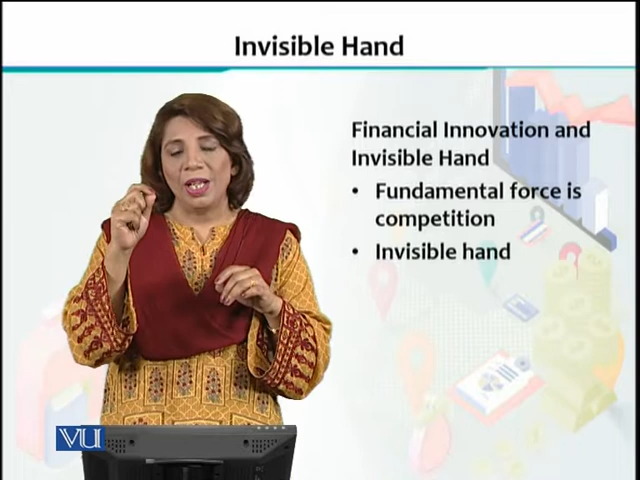 Invisible Hand
Financial Innovation and
Invisible Hand
• Fundamental force is
competition
• Invisible hand
VU